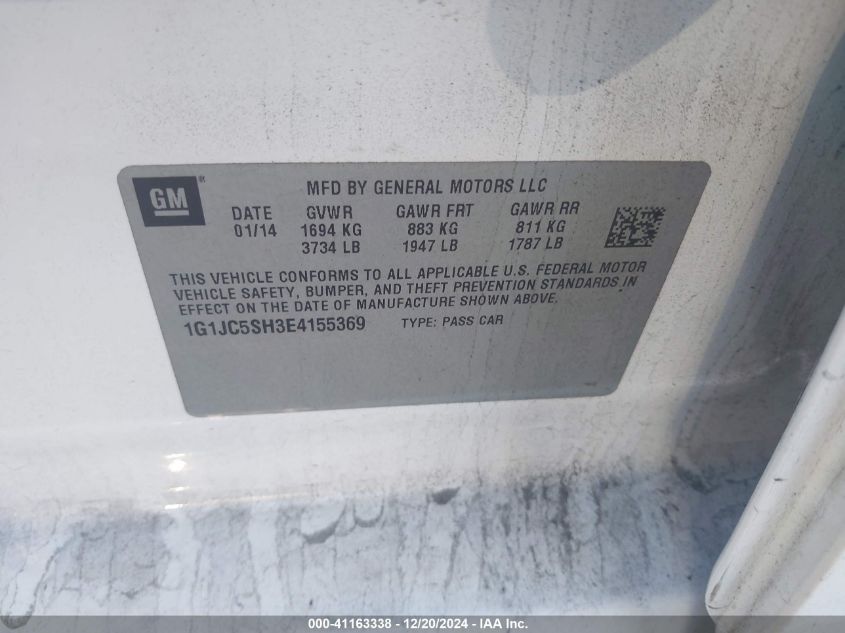 GM
MFD BY GENERAL MOTORS LLC
DATE GVWR GAWR FRT GAWR RR
01/14 1694 KG 883 KG 811 KG
3734 LB 1947 LB 1787 LB
THIS VEHICLE CONFORMS TO ALL APPLICABLE U.S. FEDERAL MOTOR
VEHICLE SAFETY, BUMPER, AND THEFT PREVENTION STANDARDS IN
EFFECT ON THE DATE OF MANUFACTURE SHOWN ABOVE.
1G1JC5SH3E4155369 TYPE: PASS CAR
000-41163338 - 12/20/2024 - IAA Inc.